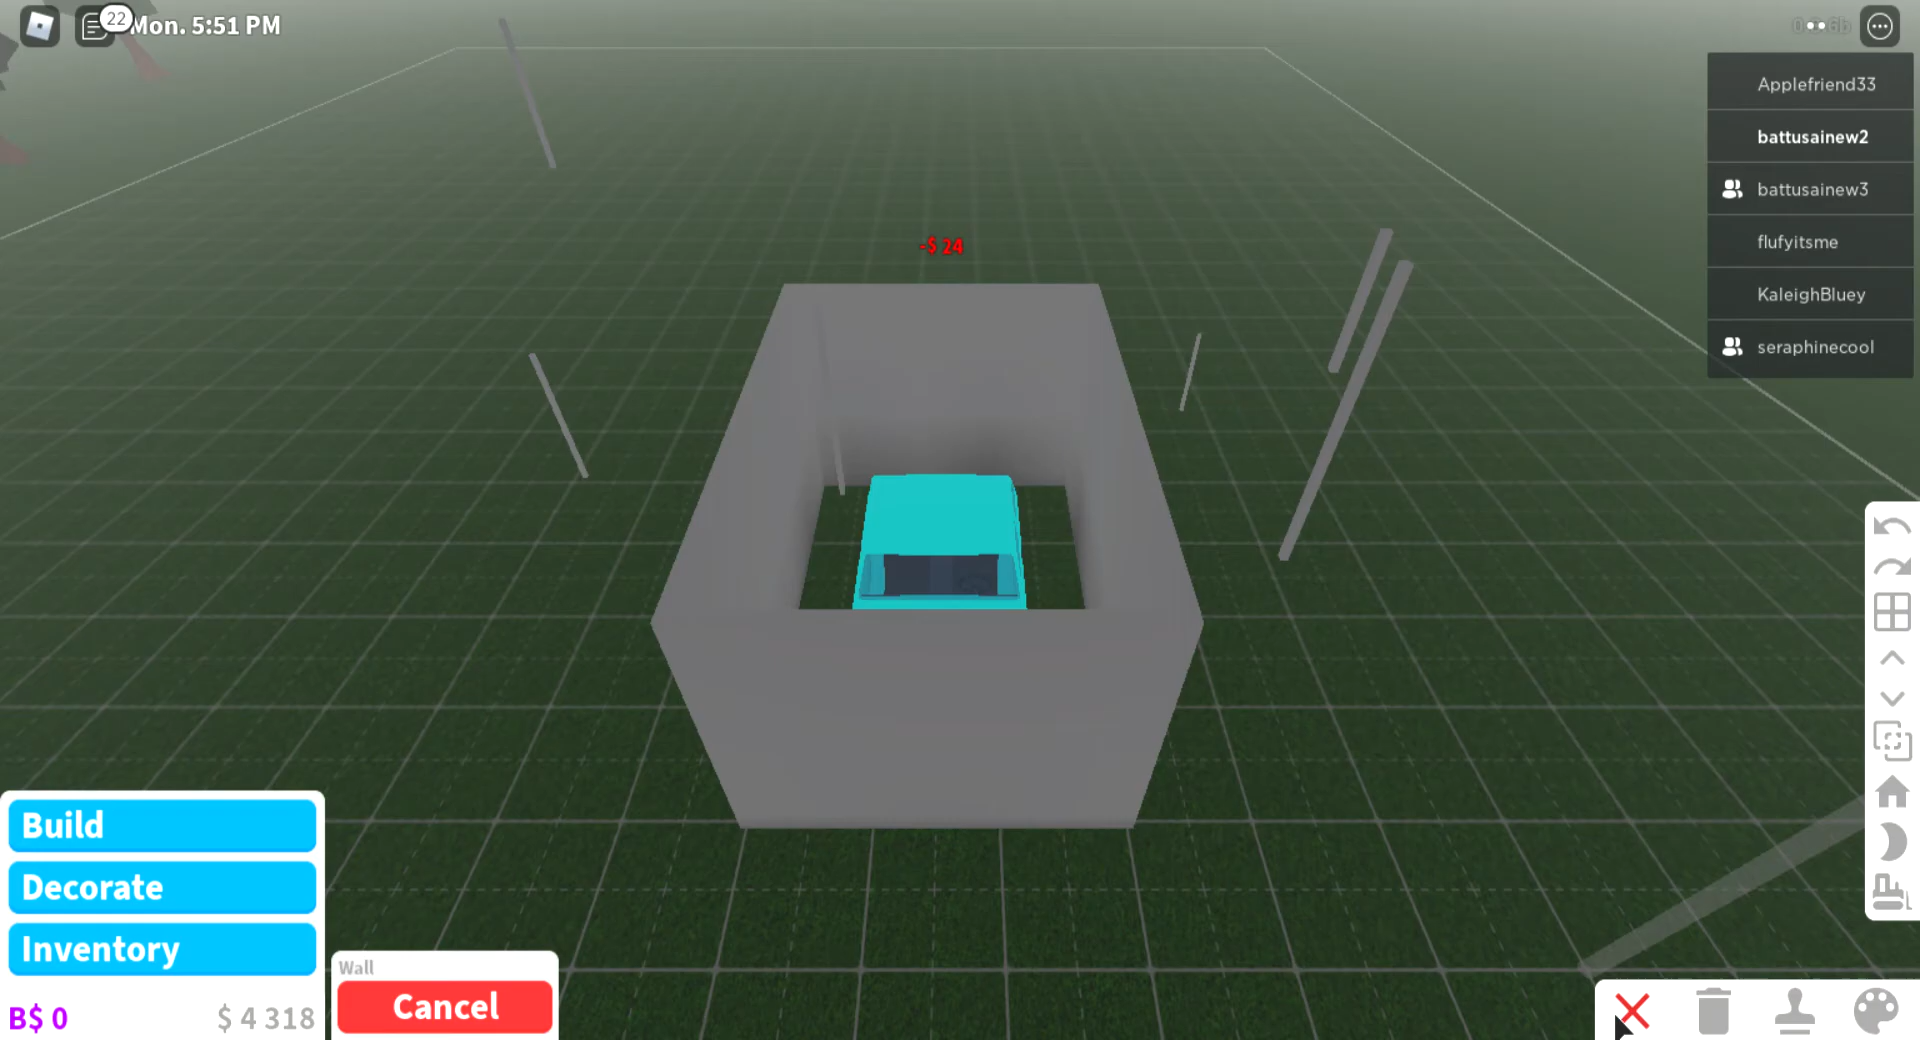 22
Mon. 5:51 PM
Applefriend33
battusainew2
battusainew3
flufyitsme
KaleighBluey
seraphinecool
-$ 24
Build
Decorate
Inventory
B$ 0
$ 4 318
Wall
Cancel